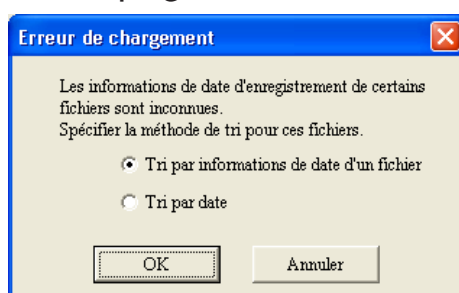 Erreur de chargement
Les informations de date d'enregistrement de certains
fichiers sont inconnues.
Spécifier la méthode de tri pour ces fichiers.
Tri par informations de date d'un fichier
Tri par date
OK
Annuler